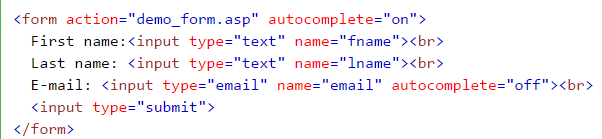 <form action="demo_form.asp" autocomplete="on">
  First name:<input type="text" name="fname"><br>
  Last name: <input type="text" name="lname"><br>
  E-mail: <input type="email" name="email" autocomplete="off"><br>
  <input type="submit">
</form>